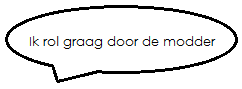 Ik rol graag door de modder